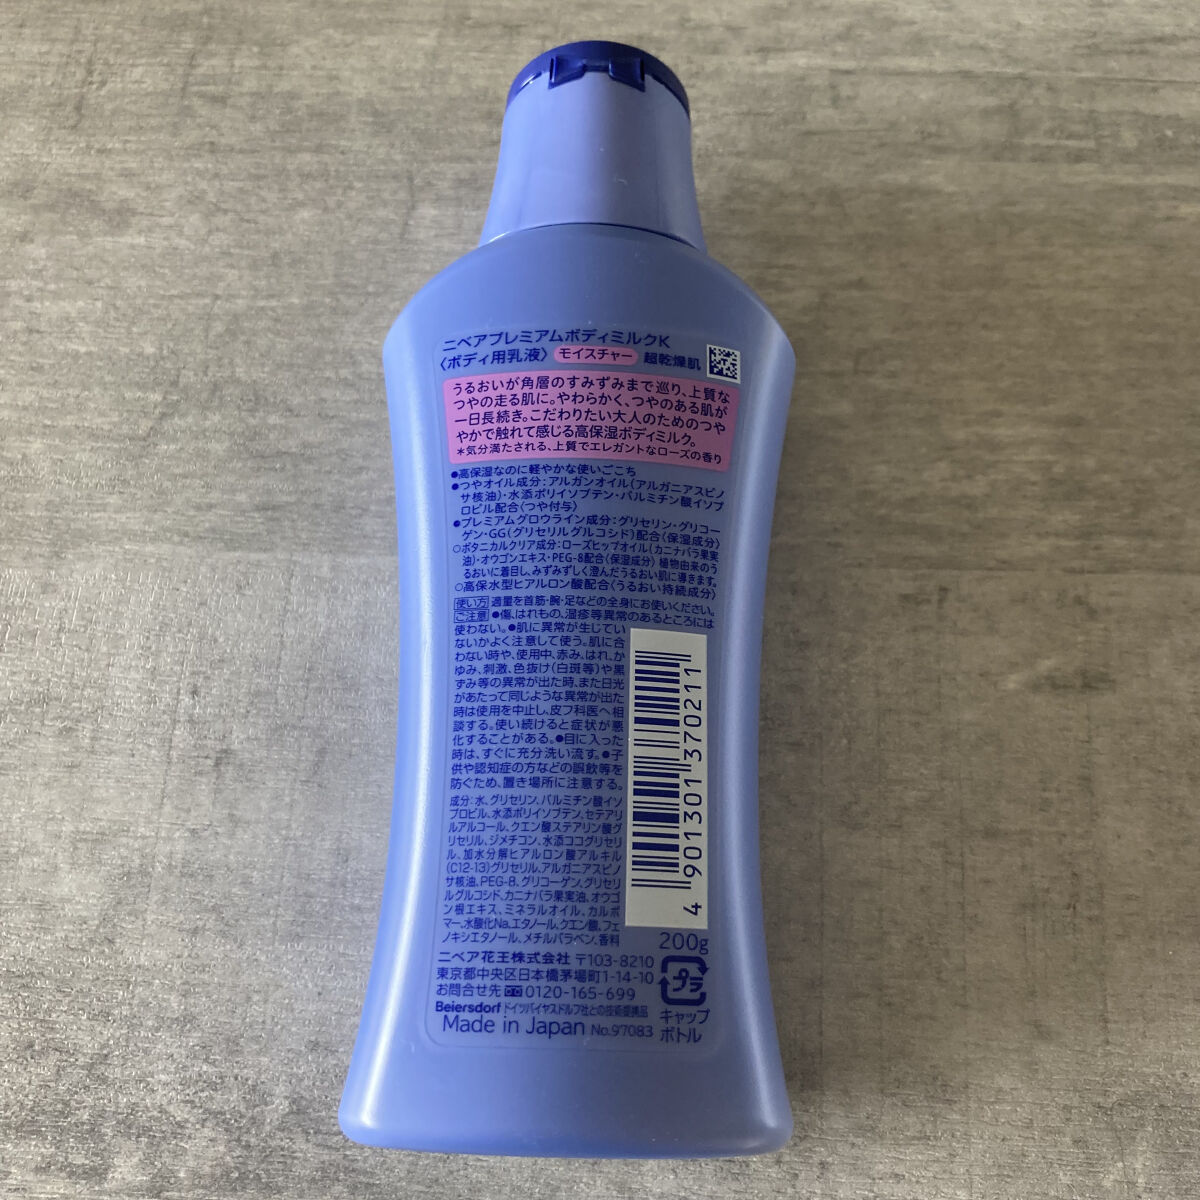 ニベアプレミアムボディミルクK
〈ボディ用乳液〉 モイスチャー 超乾燥肌
うるおいが角層のすみずみまで巡り、上質な
つやの走る肌に。やわらかく、つやのある肌が
一日長続き。こだわりたい大人のためのつや
やかで触れて感じる高保湿ボディミルク。
*気分満たされる、上質でエレガントなローズの香り
●高保湿なのに軽やかな使いごこち
●つやオイル成分:アルガンオイル(アルガニアスピノ
サ核油)・水添ポリイソブテン・パルミチン酸イソプ
ロピル配合〈つや付与〉
●プレミアムグロウライン成分:グリセリン・グリコー
ゲン・GG(グリセリルグルコシド)配合〈保湿成分〉
○ボタニカルクリア成分:ローズヒップオイル(カニナバラ果実
油)・オウゴンエキス・PEG-8配合〈保湿成分〉 植物由来のう
るおいに着目し、みずみずしく澄んだうるおい肌に導きます。
○高保水型ヒアルロン酸配合〈うるおい持続成分〉
使い方 適量を首筋・腕・足などの全身にお使いください。
ご注意 ●傷、はれもの、湿疹等異常のあるところには
使わない。●肌に異常が生じてい
ないかよく注意して使う。肌に合
わない時や、使用中、赤み、はれ、か
ゆみ、刺激、色抜け(白斑等)や黒
ずみ等の異常が出た時、また日光
があたって同じような異常が出た
時は使用を中止し、皮フ科医へ相
談する。使い続けると症状が悪
化することがある。●目に入った
時は、すぐに充分洗い流す。●子
供や認知症の方などの誤飲等を
防ぐため、置き場所に注意する。
成分:水、グリセリン、パルミチン酸イソ
プロピル、水添ポリイソブテン、セテアリ
ルアルコール、クエン酸ステアリン酸グ
リセリル、ジメチコン、水添ココグリセリ
ル、加水分解ヒアルロン酸アルキル
(C12-13)グリセリル、アルガニアスピノ
サ核油、PEG-8、グリコーゲン、グリセリ
ルグルコシド、カニナバラ果実油、オウゴ
ン根エキス、ミネラルオイル、カルボ
マー、水酸化Na、エタノール、クエン酸、フェ
ノキシエタノール、メチルパラベン、香料
4 901301 370211
200g
ニベア花王株式会社 〒103-8210
東京都中央区日本橋茅場町1-14-10
お問合せ先 0120-165-699
Beiersdorf ドイツバイヤスドルフ社との技術提携品
Made in Japan No.97083
プラ
キャップ
ボトル